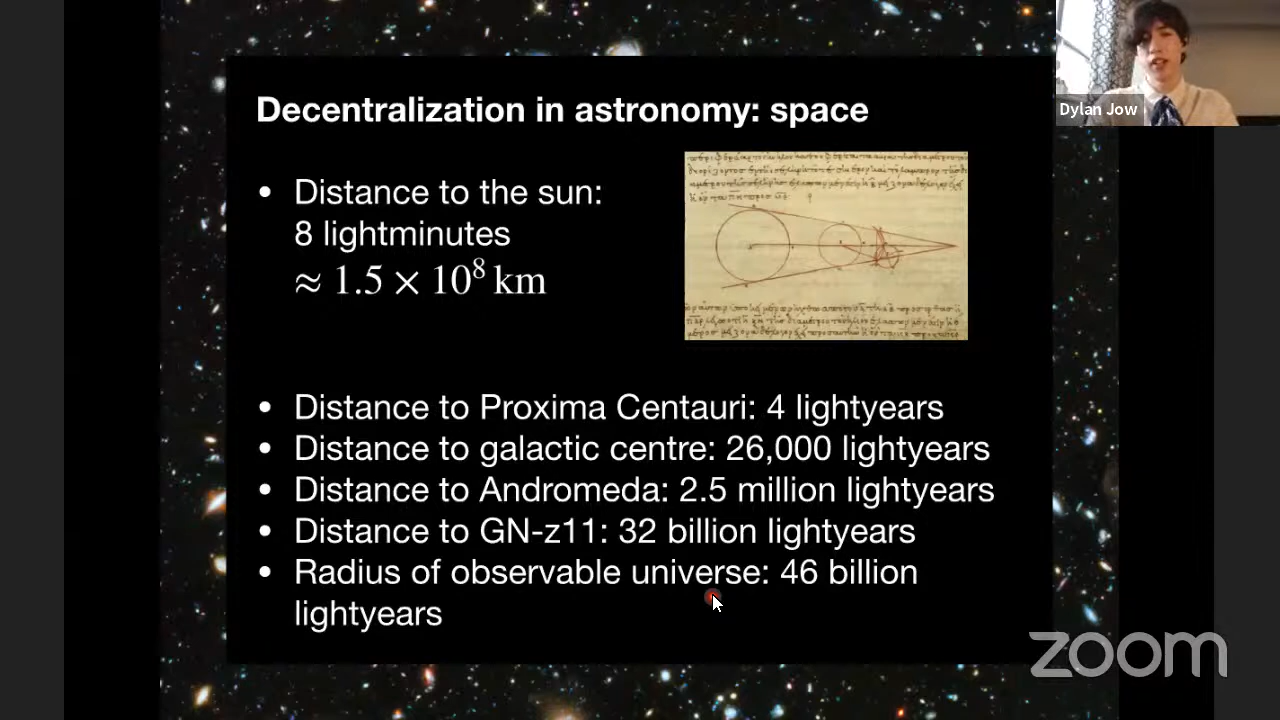 Decentralization in astronomy: space
Dylan Jow
• Distance to the sun:
8 lightminutes
≈ 1.5 × 10⁸ km
• Distance to Proxima Centauri: 4 lightyears
• Distance to galactic centre: 26,000 lightyears
• Distance to Andromeda: 2.5 million lightyears
• Distance to GN-z11: 32 billion lightyears
• Radius of observable universe: 46 billion
lightyears
zoom